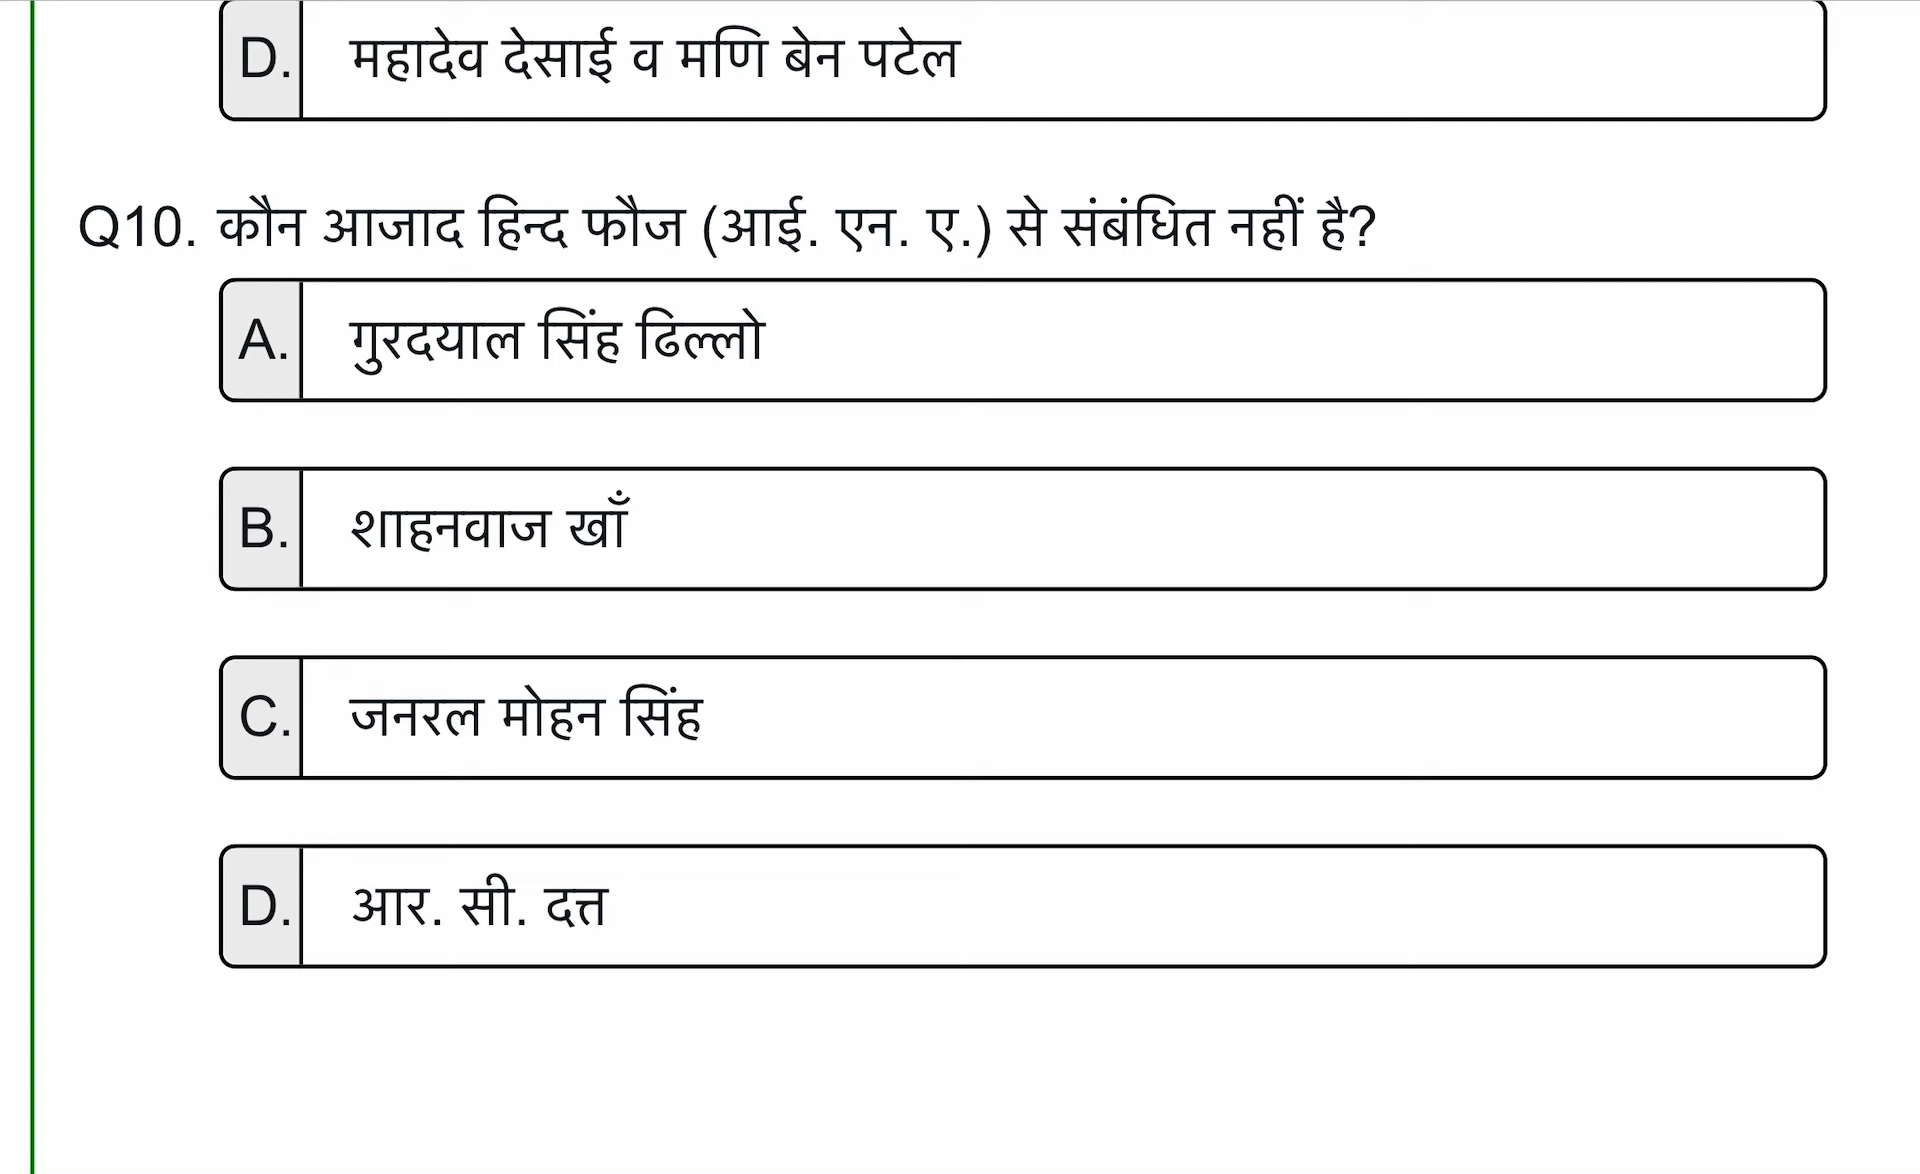 D. महादेव देसाई व मणि बेन पटेल
Q10. कौन आजाद हिन्द फौज (आई. एन. ए.) से संबंधित नहीं है?
A. गुरदयाल सिंह ढिल्लो
B. शाहनवाज खाँ
C. जनरल मोहन सिंह
D. आर. सी. दत्त